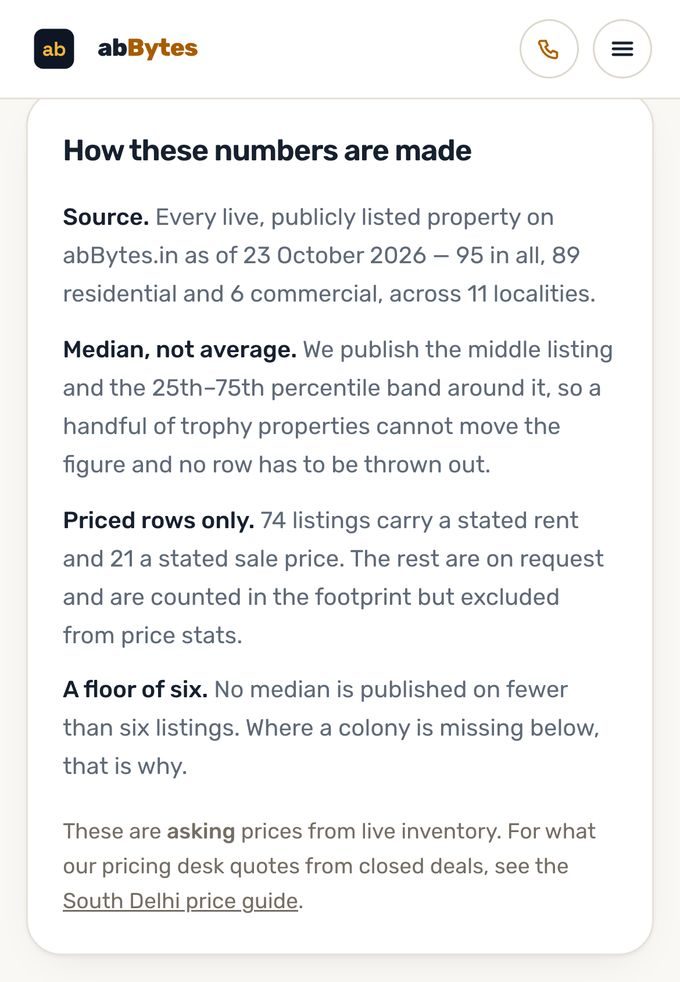 ab abBytes
How these numbers are made
Source. Every live, publicly listed property on
abBytes.in as of 23 October 2026 — 95 in all, 89
residential and 6 commercial, across 11 localities.
Median, not average. We publish the middle listing
and the 25th–75th percentile band around it, so a
handful of trophy properties cannot move the
figure and no row has to be thrown out.
Priced rows only. 74 listings carry a stated rent
and 21 a stated sale price. The rest are on request
and are counted in the footprint but excluded
from price stats.
A floor of six. No median is published on fewer
than six listings. Where a colony is missing below,
that is why.
These are asking prices from live inventory. For what
our pricing desk quotes from closed deals, see the
South Delhi price guide.